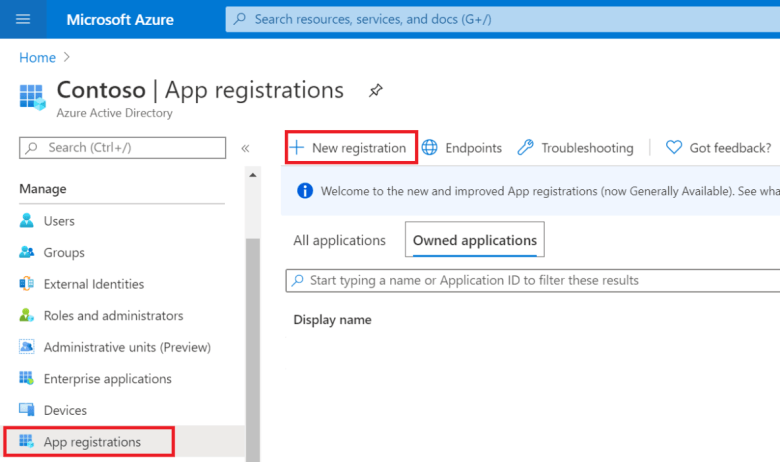 Microsoft Azure
Search resources, services, and docs (G+/)
Home
Contoso | App registrations
Azure Active Directory
Search (Ctrl+/)
«
New registration
Endpoints
Troubleshooting
Got feedback?
Welcome to the new and improved App registrations (now Generally Available). See wha
Manage
Users
Groups
External Identities
Roles and administrators
Administrative units (Preview)
Enterprise applications
Devices
App registrations
All applications
Owned applications
Start typing a name or Application ID to filter these results
Display name